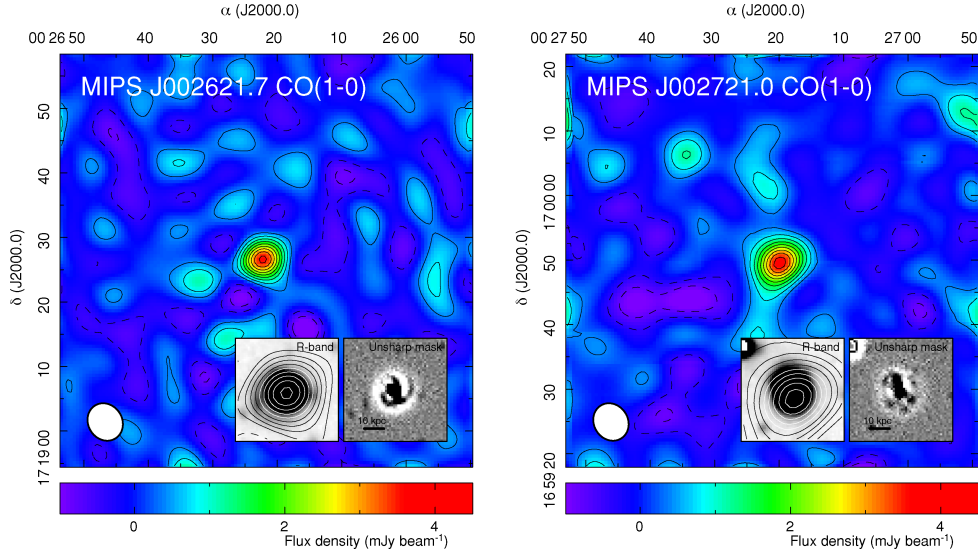 α (J2000.0)
00 26 50 40 30 20 10 26 00 50
MIPS J002621.7 CO(1-0)
δ (J2000.0)
50
40
30
20
10
17 19 00
R-band
Unsharp mask
10 kpc
0 2 4
Flux density (mJy beam⁻¹)
α (J2000.0)
00 27 50 40 30 20 10 27 00 50
MIPS J002721.0 CO(1-0)
δ (J2000.0)
20
10
17 00 00
50
40
30
16 59 20
R-band
Unsharp mask
10 kpc
0 2 4
Flux density (mJy beam⁻¹)